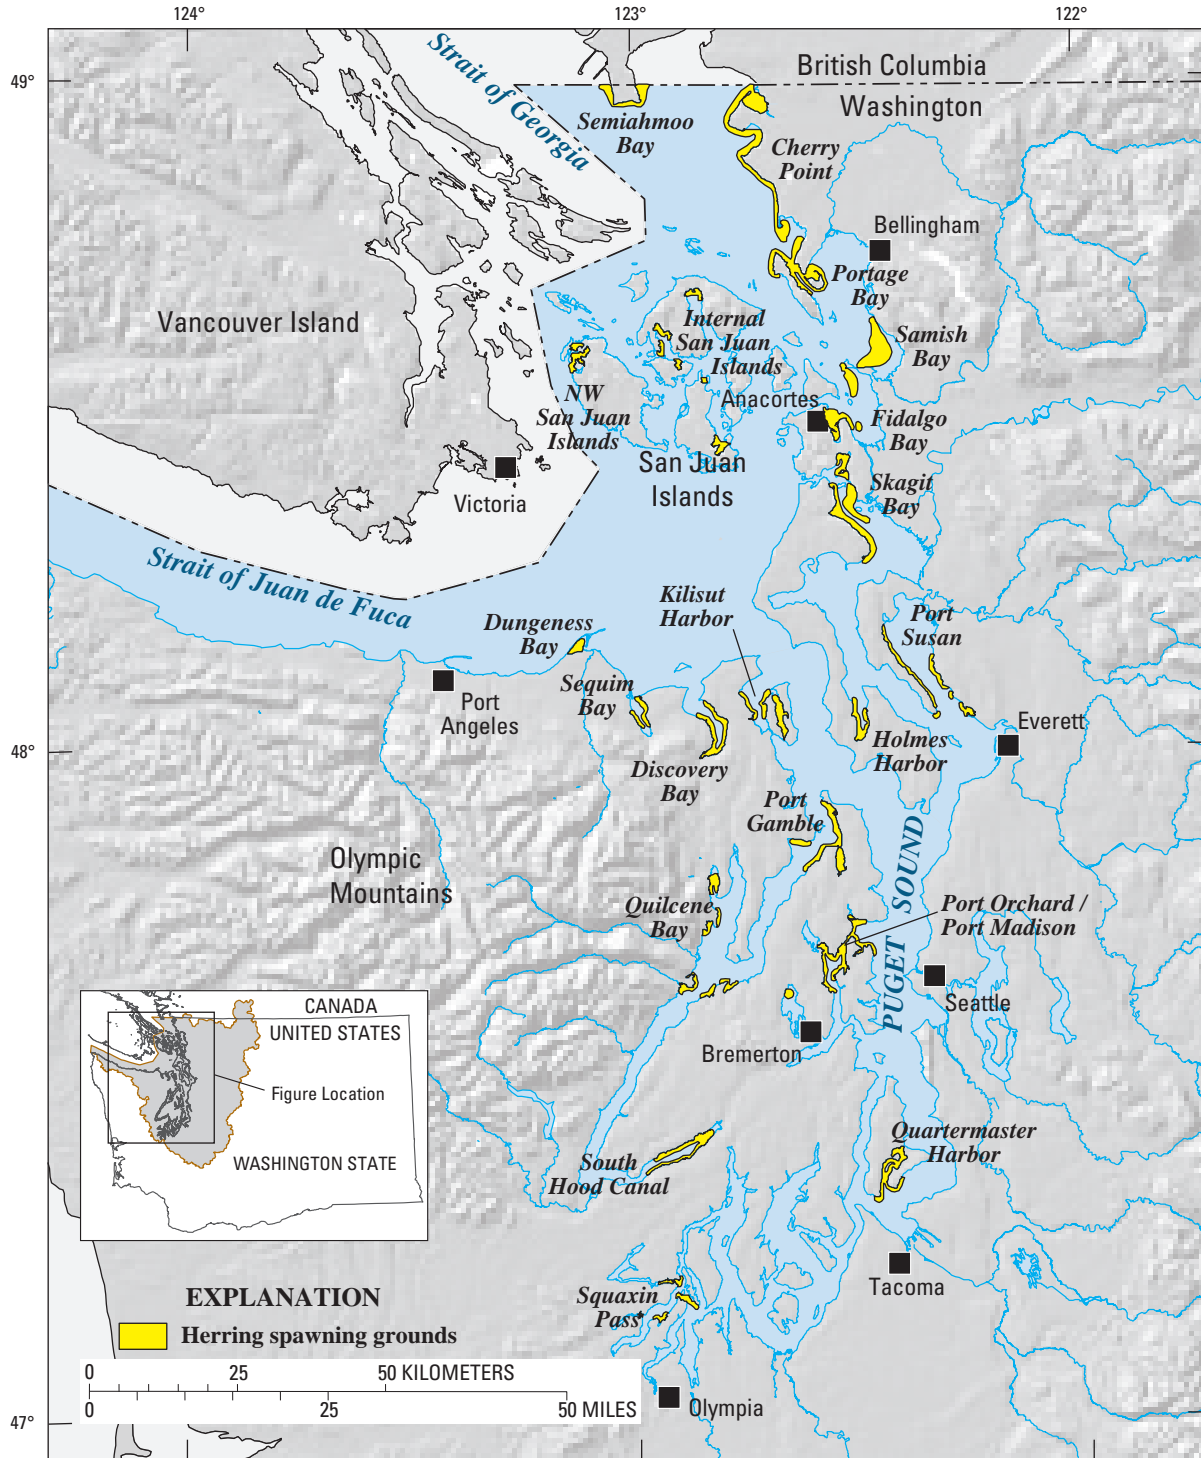 124°
123°
122°
49°
48°
47°
Strait of Georgia
British Columbia
Washington
Semiahmoo
Bay
Cherry
Point
Bellingham
Portage
Bay
Vancouver Island
Internal
San Juan
Islands
Samish
Bay
NW
San Juan
Islands
Anacortes
Fidalgo
Bay
San Juan
Islands
Skagit
Bay
Victoria
Strait of Juan de Fuca
Kilisut
Harbor
Dungeness
Bay
Port
Susan
Sequim
Bay
Port
Angeles
Everett
Discovery
Bay
Holmes
Harbor
Port
Gamble
Olympic
Mountains
PUGET SOUND
Quilcene
Bay
Port Orchard /
Port Madison
Seattle
Bremerton
CANADA
UNITED STATES
Figure Location
WASHINGTON STATE
Quartermaster
Harbor
South
Hood Canal
Tacoma
Squaxin
Pass
Olympia
EXPLANATION
Herring spawning grounds
0 25 50 KILOMETERS
0 25 50 MILES